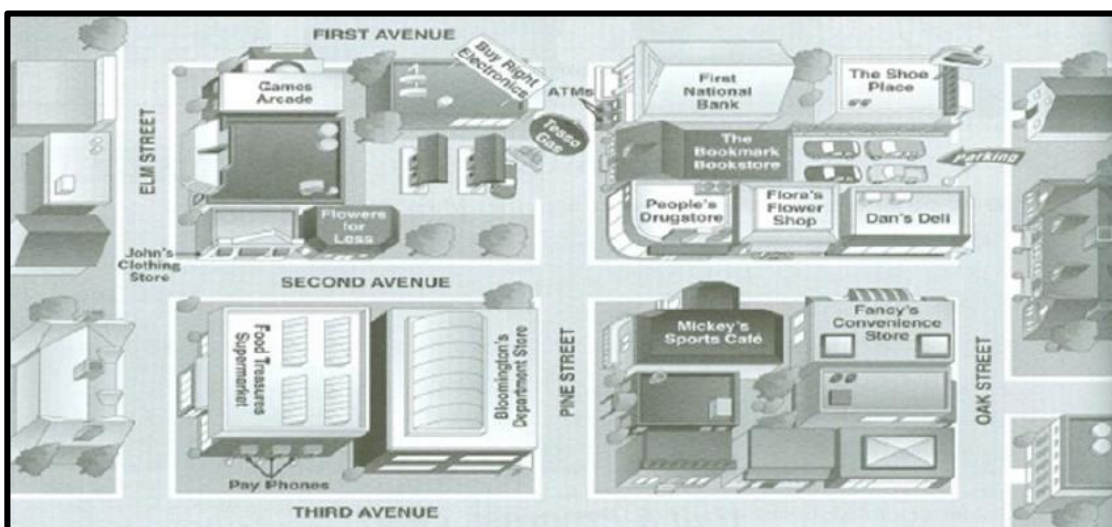 FIRST AVENUE
Games
Arcade
Buy Right
Electronics
ATMs
First
National
Bank
The Shoe
Place
ELM STREET
Tesso
Gas
The
Bookmark
Bookstore
Parking
Flowers
for
Less
People's
Drugstore
Flora's
Flower
Shop
Dan's Deli
John's
Clothing
Store
SECOND AVENUE
Food Treasures
Supermarket
Bloomington's
Department Store
PINE STREET
Mickey's
Sports Café
Fancy's
Convenience
Store
OAK STREET
Pay Phones
THIRD AVENUE